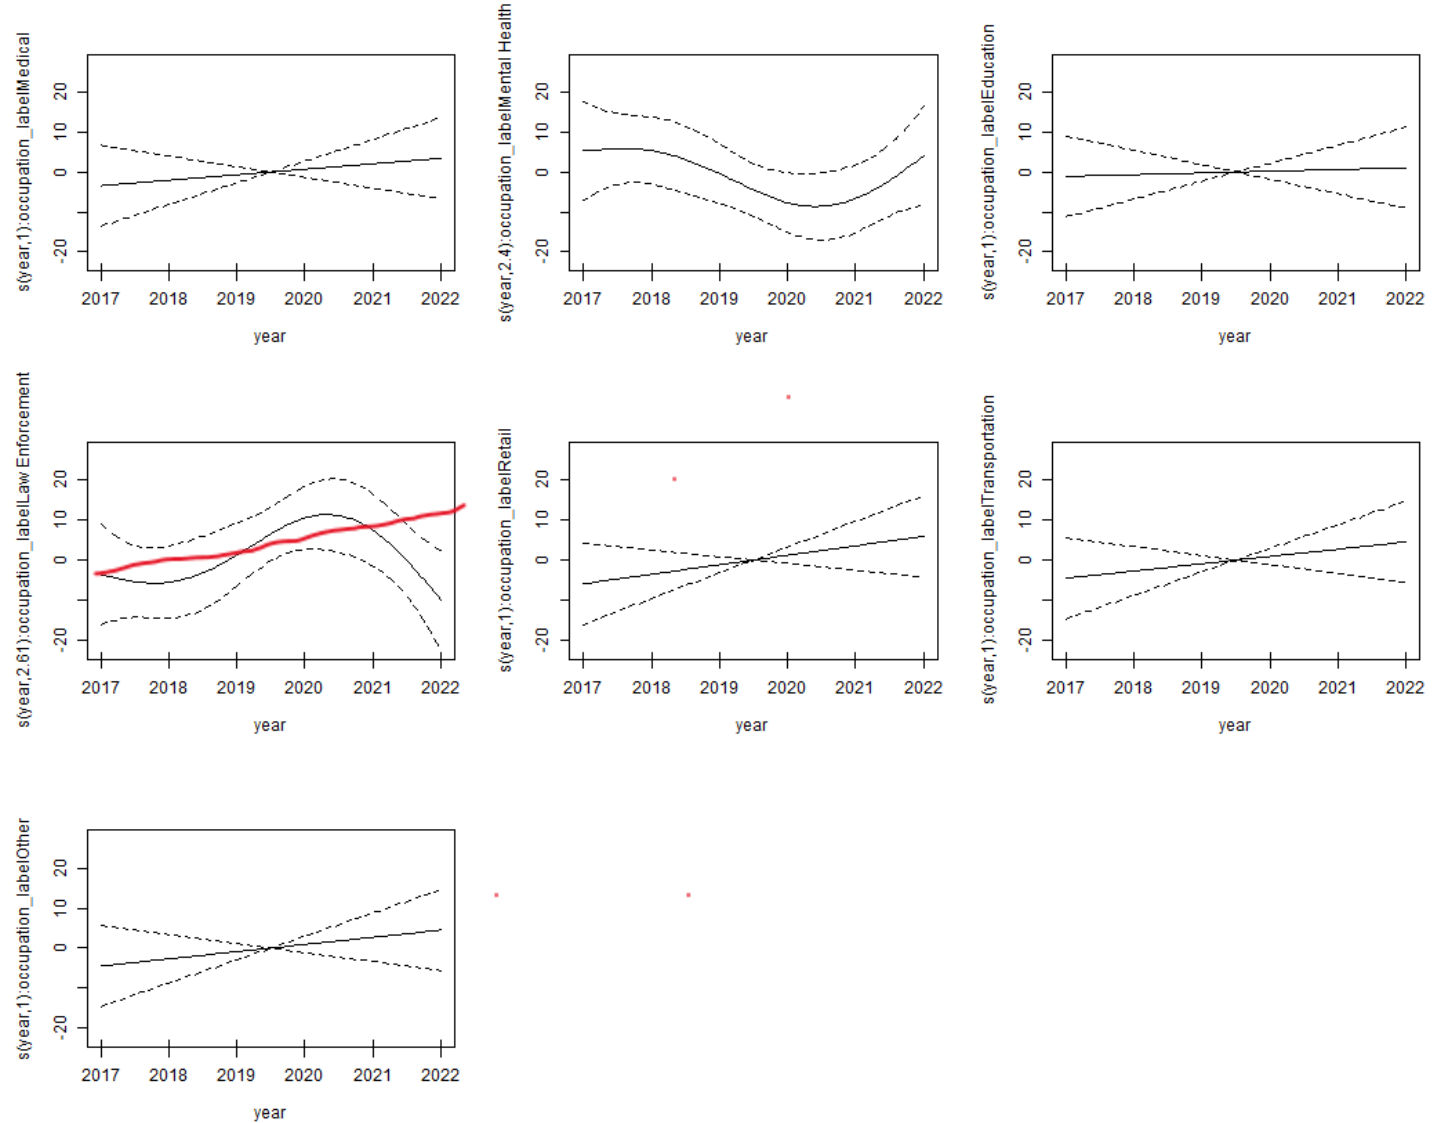 s(year,1):occupation_labelMedical
20
10
0
-20
2017 2018 2019 2020 2021 2022
year
s(year,2.4):occupation_labelMental Health
20
10
0
-20
2017 2018 2019 2020 2021 2022
year
s(year,1):occupation_labelEducation
20
10
0
-20
2017 2018 2019 2020 2021 2022
year
s(year,2.61):occupation_labelLaw Enforcement
20
10
0
-20
2017 2018 2019 2020 2021 2022
year
s(year,1):occupation_labelRetail
20
10
0
-20
2017 2018 2019 2020 2021 2022
year
s(year,1):occupation_labelTransportation
20
10
0
-20
2017 2018 2019 2020 2021 2022
year
s(year,1):occupation_labelOther
20
10
0
-20
2017 2018 2019 2020 2021 2022
year